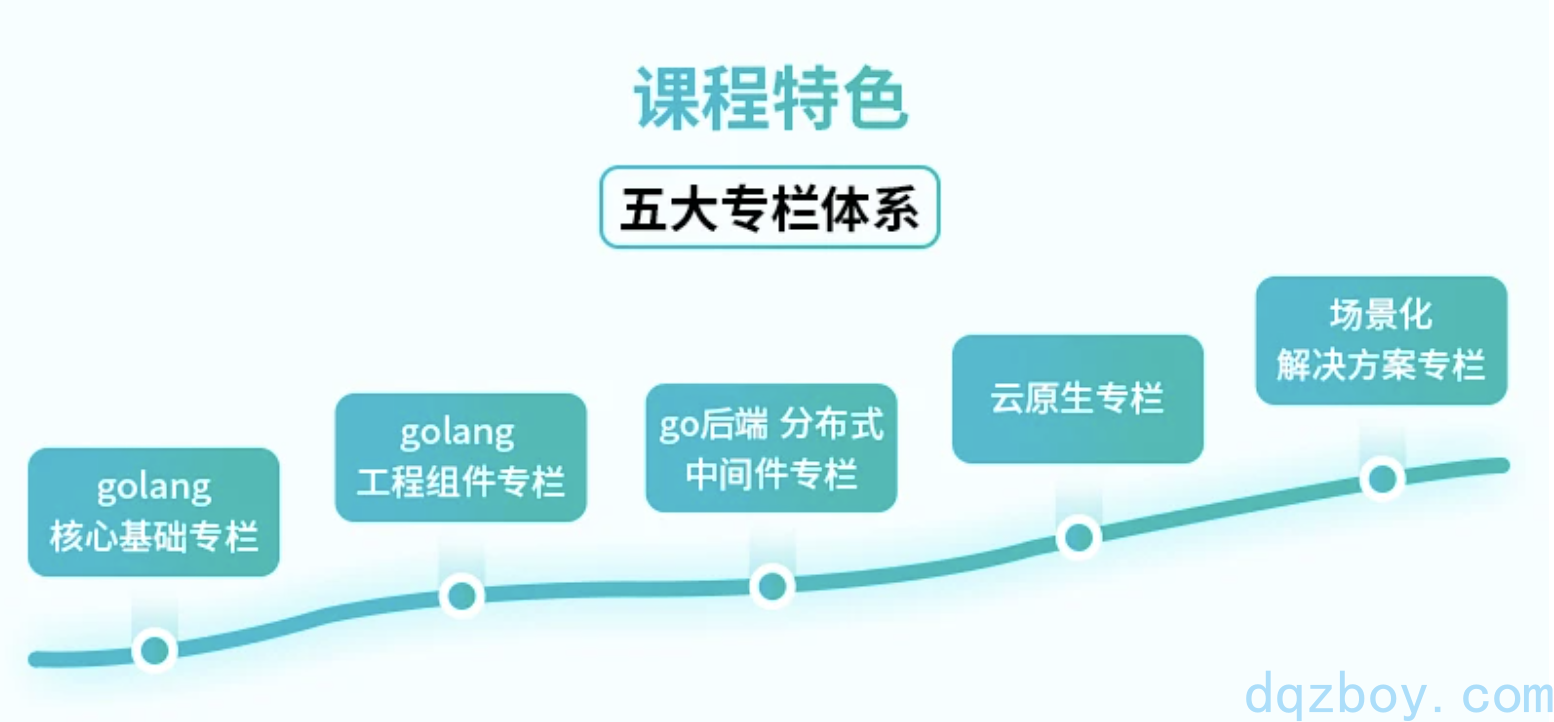 课程特色
五大专栏体系
golang
核心基础专栏
golang
工程组件专栏
go后端 分布式
中间件专栏
云原生专栏
场景化
解决方案专栏
dqzboy.com